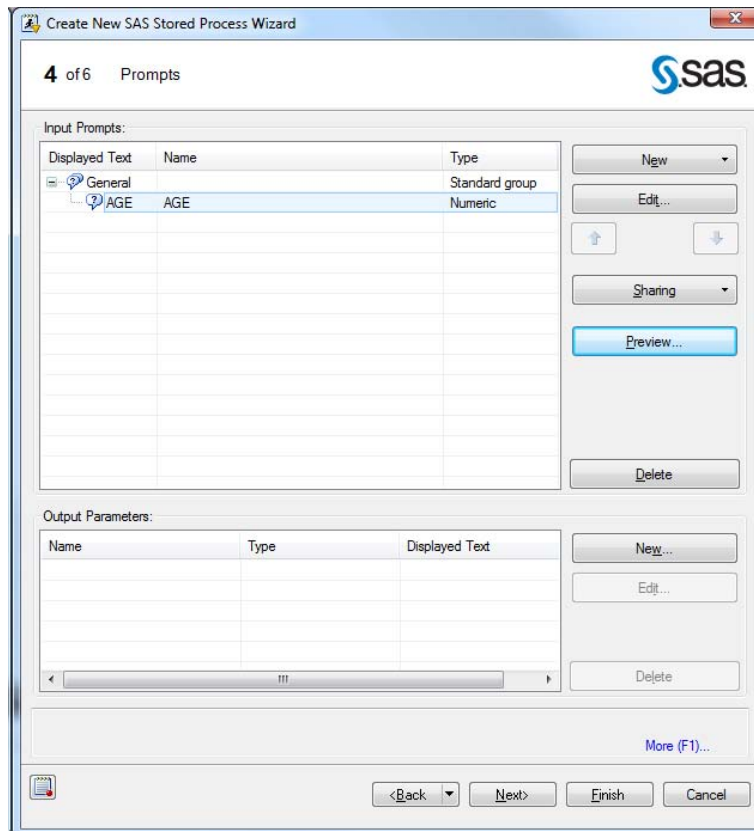 Create New SAS Stored Process Wizard
4 of 6 Prompts
sas
Input Prompts:
Displayed Text Name Type
General Standard group
AGE AGE Numeric
New
Edit...
Sharing
Preview...
Delete
Output Parameters:
Name Type Displayed Text
New...
Edit...
Delete
More (F1)...
<Back Next> Finish Cancel